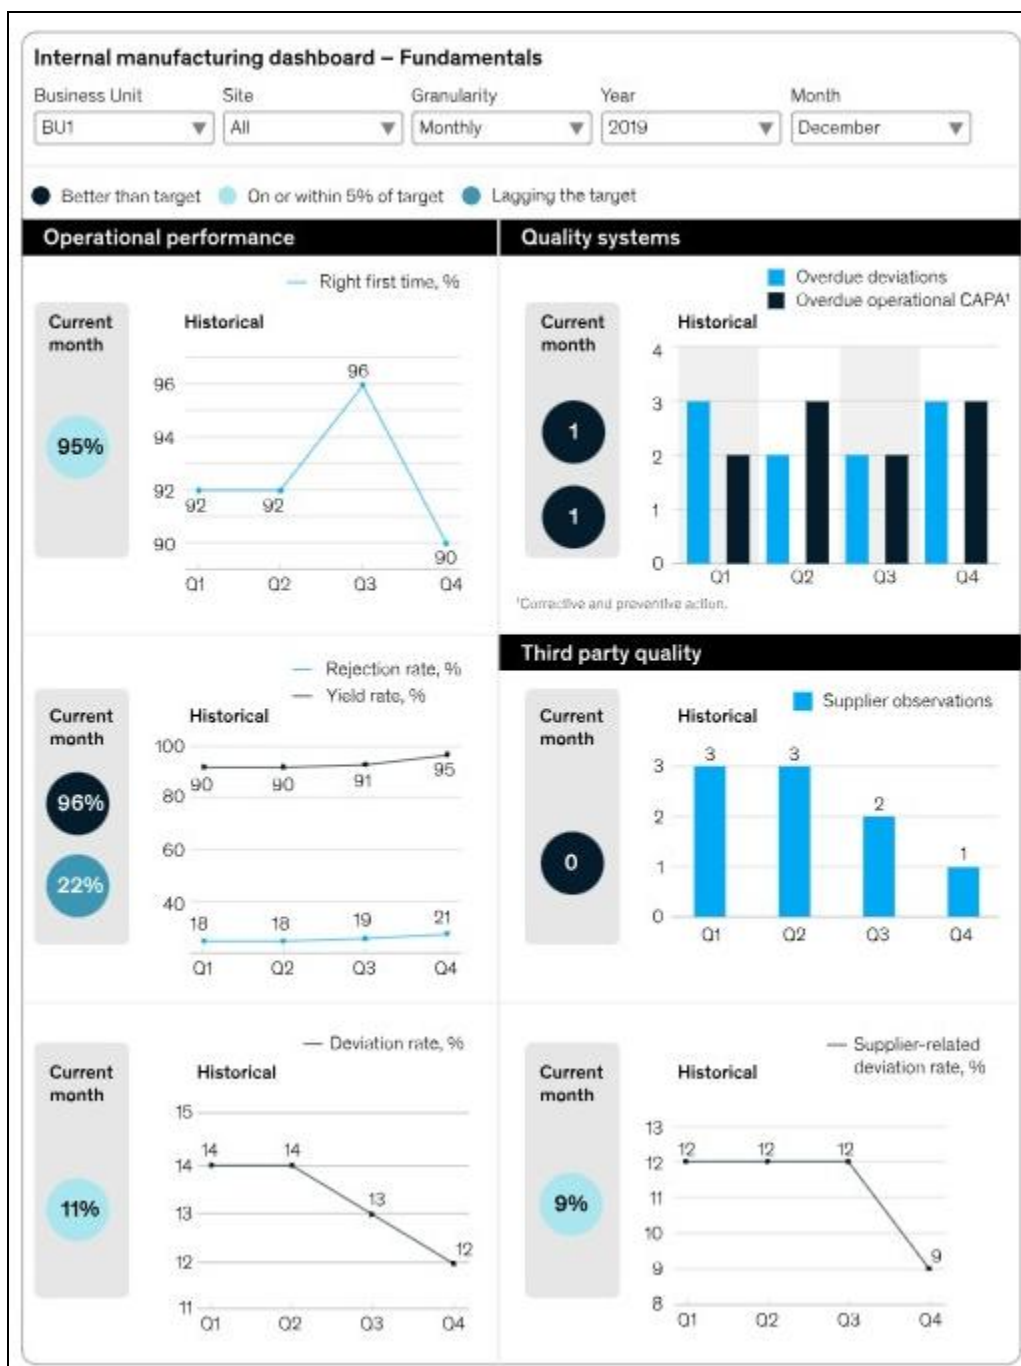 Internal manufacturing dashboard – Fundamentals
Business Unit Site Granularity Year Month
BU1 All Monthly 2019 December
Better than target On or within 5% of target Lagging the target
Operational performance
Right first time, %
Current month
Historical
95%
96
94
92
90
92
92
96
90
Q1 Q2 Q3 Q4
Rejection rate, %
Yield rate, %
Current month
Historical
96%
22%
100
80
60
40
90 90 91 95
18 18 19 21
Q1 Q2 Q3 Q4
Deviation rate, %
Current month
Historical
11%
15
14
13
12
11
14 14 13 12
Q1 Q2 Q3 Q4
Quality systems
Overdue deviations
Overdue operational CAPA†
Current month
Historical
1
1
4
3
2
1
0
Q1 Q2 Q3 Q4
†Corrective and preventive action.
Third party quality
Supplier observations
Current month
Historical
0
3
2
1
0
3 3 2 1
Q1 Q2 Q3 Q4
Supplier-related
deviation rate, %
Current month
Historical
9%
13
12
11
10
9
8
12 12 12 9
Q1 Q2 Q3 Q4